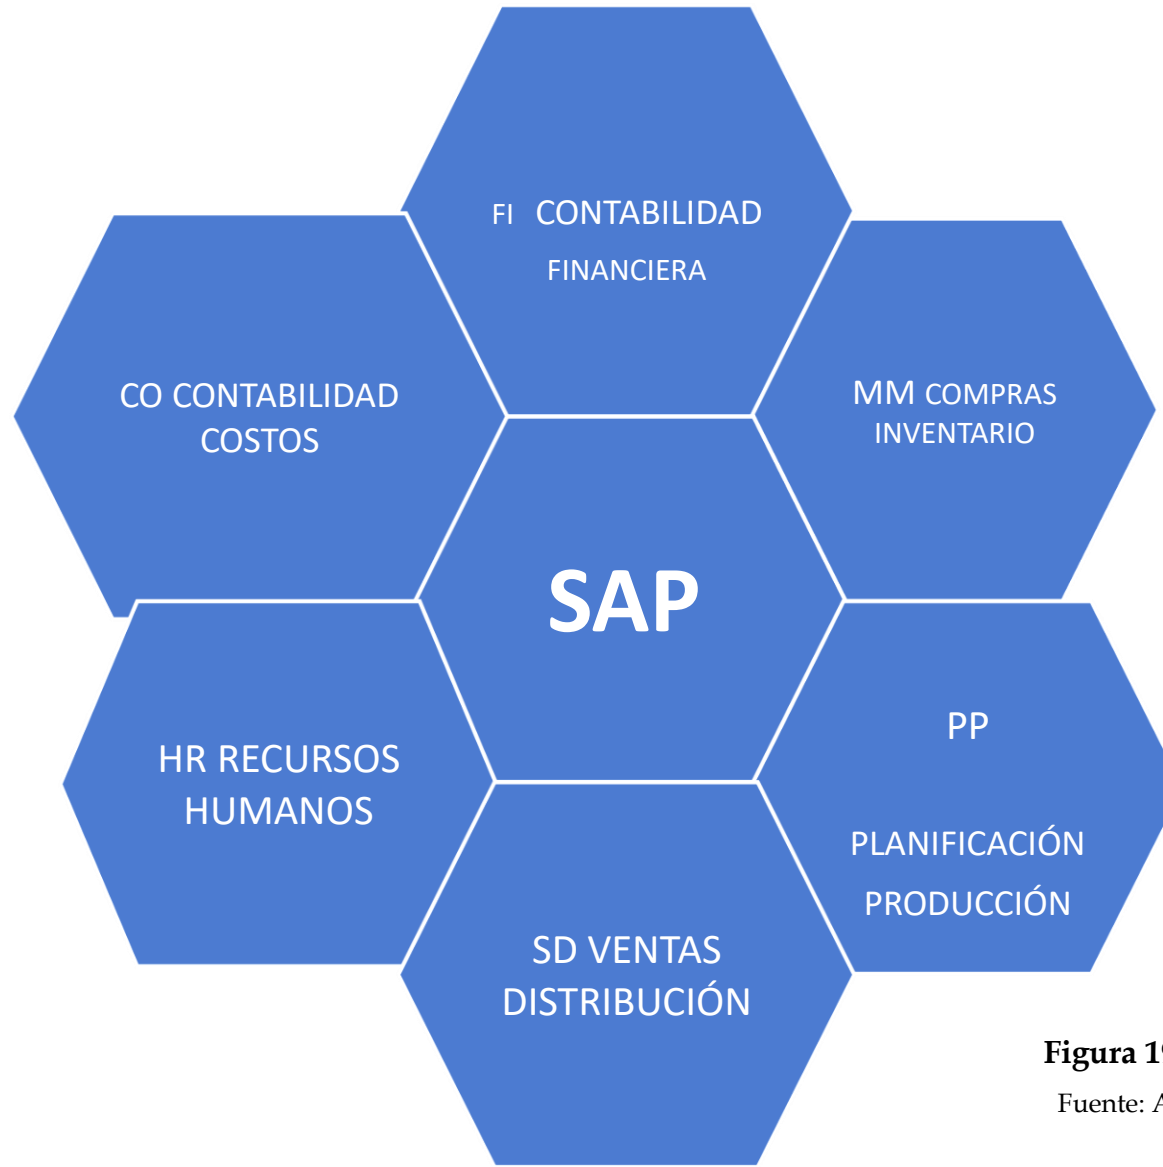 FI CONTABILIDAD
FINANCIERA
CO CONTABILIDAD
COSTOS
MM COMPRAS
INVENTARIO
SAP
HR RECURSOS
HUMANOS
PP
PLANIFICACIÓN
PRODUCCIÓN
SD VENTAS
DISTRIBUCIÓN
Figura
Fuente: